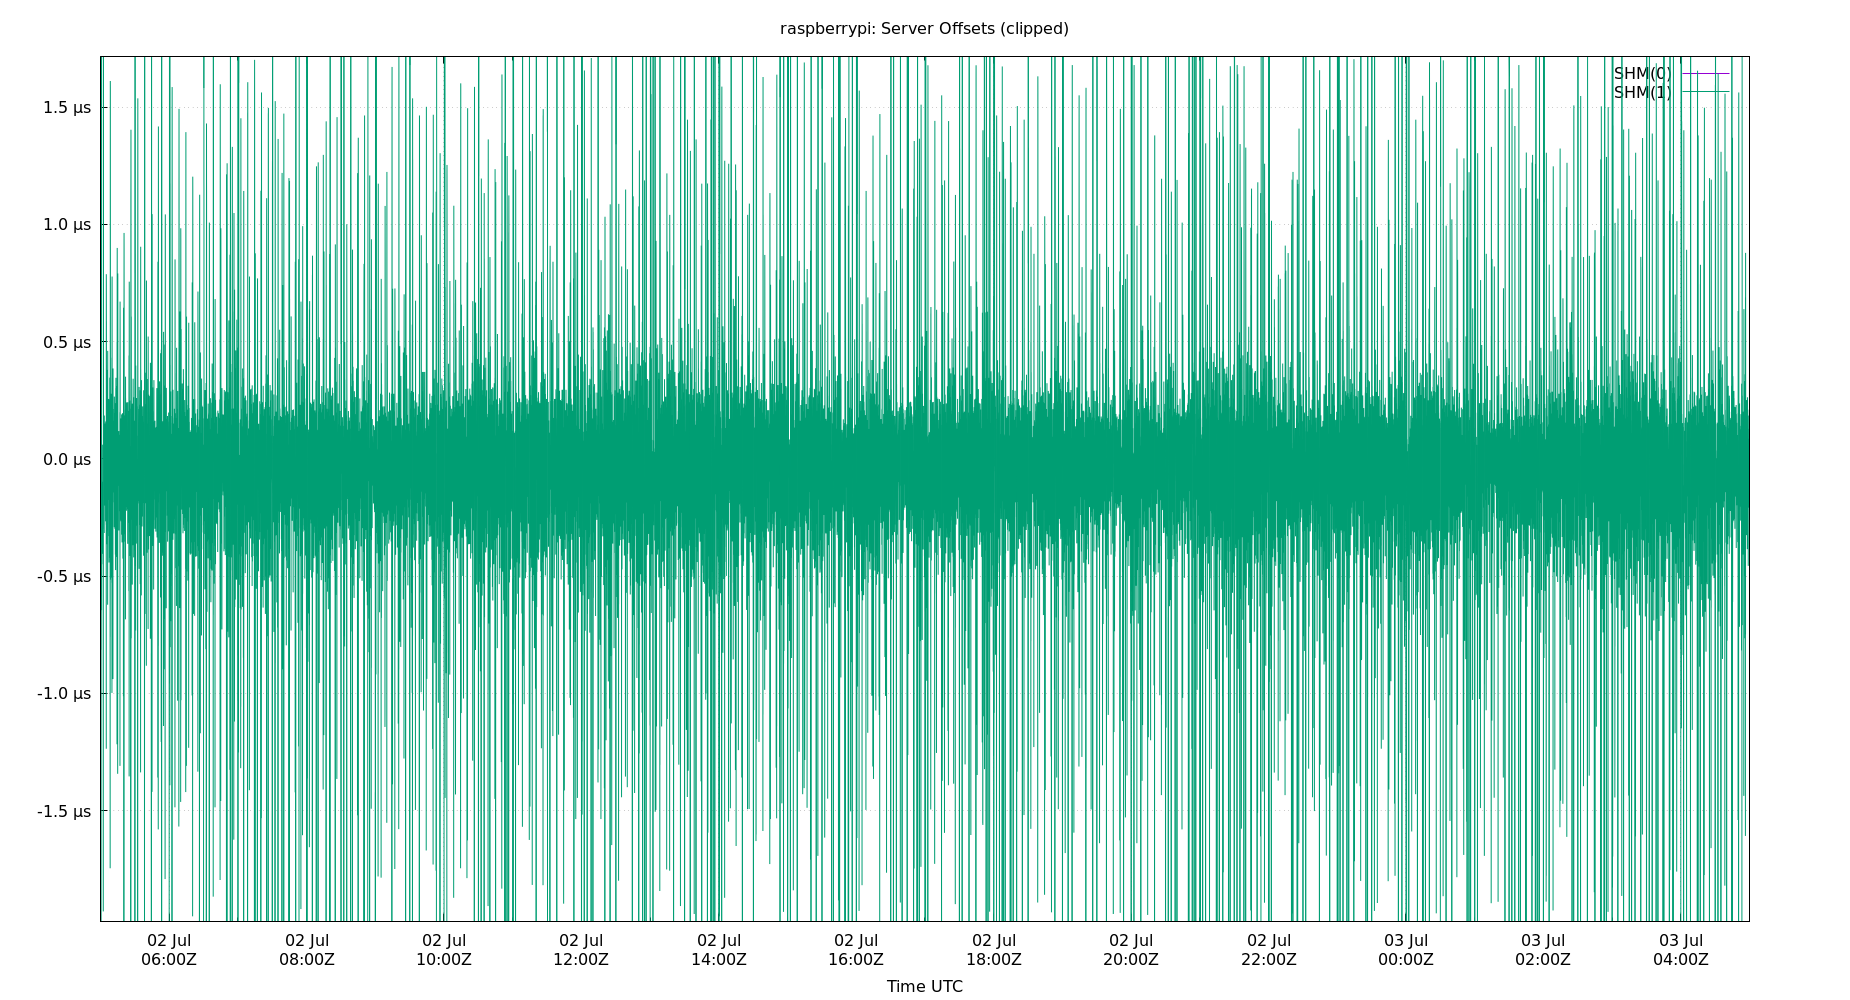 raspberrypi: Server Offsets (clipped)
SHM(0)
SHM(1)
1.5 µs
1.0 µs
0.5 µs
0.0 µs
-0.5 µs
-1.0 µs
-1.5 µs
02 Jul 02 Jul 02 Jul 02 Jul 02 Jul 02 Jul 02 Jul 02 Jul 02 Jul 03 Jul 03 Jul 03 Jul
06:00Z 08:00Z 10:00Z 12:00Z 14:00Z 16:00Z 18:00Z 20:00Z 22:00Z 00:00Z 02:00Z 04:00Z
Time UTC